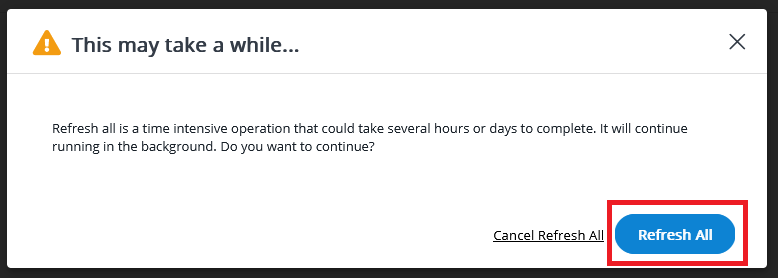 This may take a while...
Refresh all is a time intensive operation that could take several hours or days to complete. It will continue
running in the background. Do you want to continue?
Cancel Refresh All
Refresh All